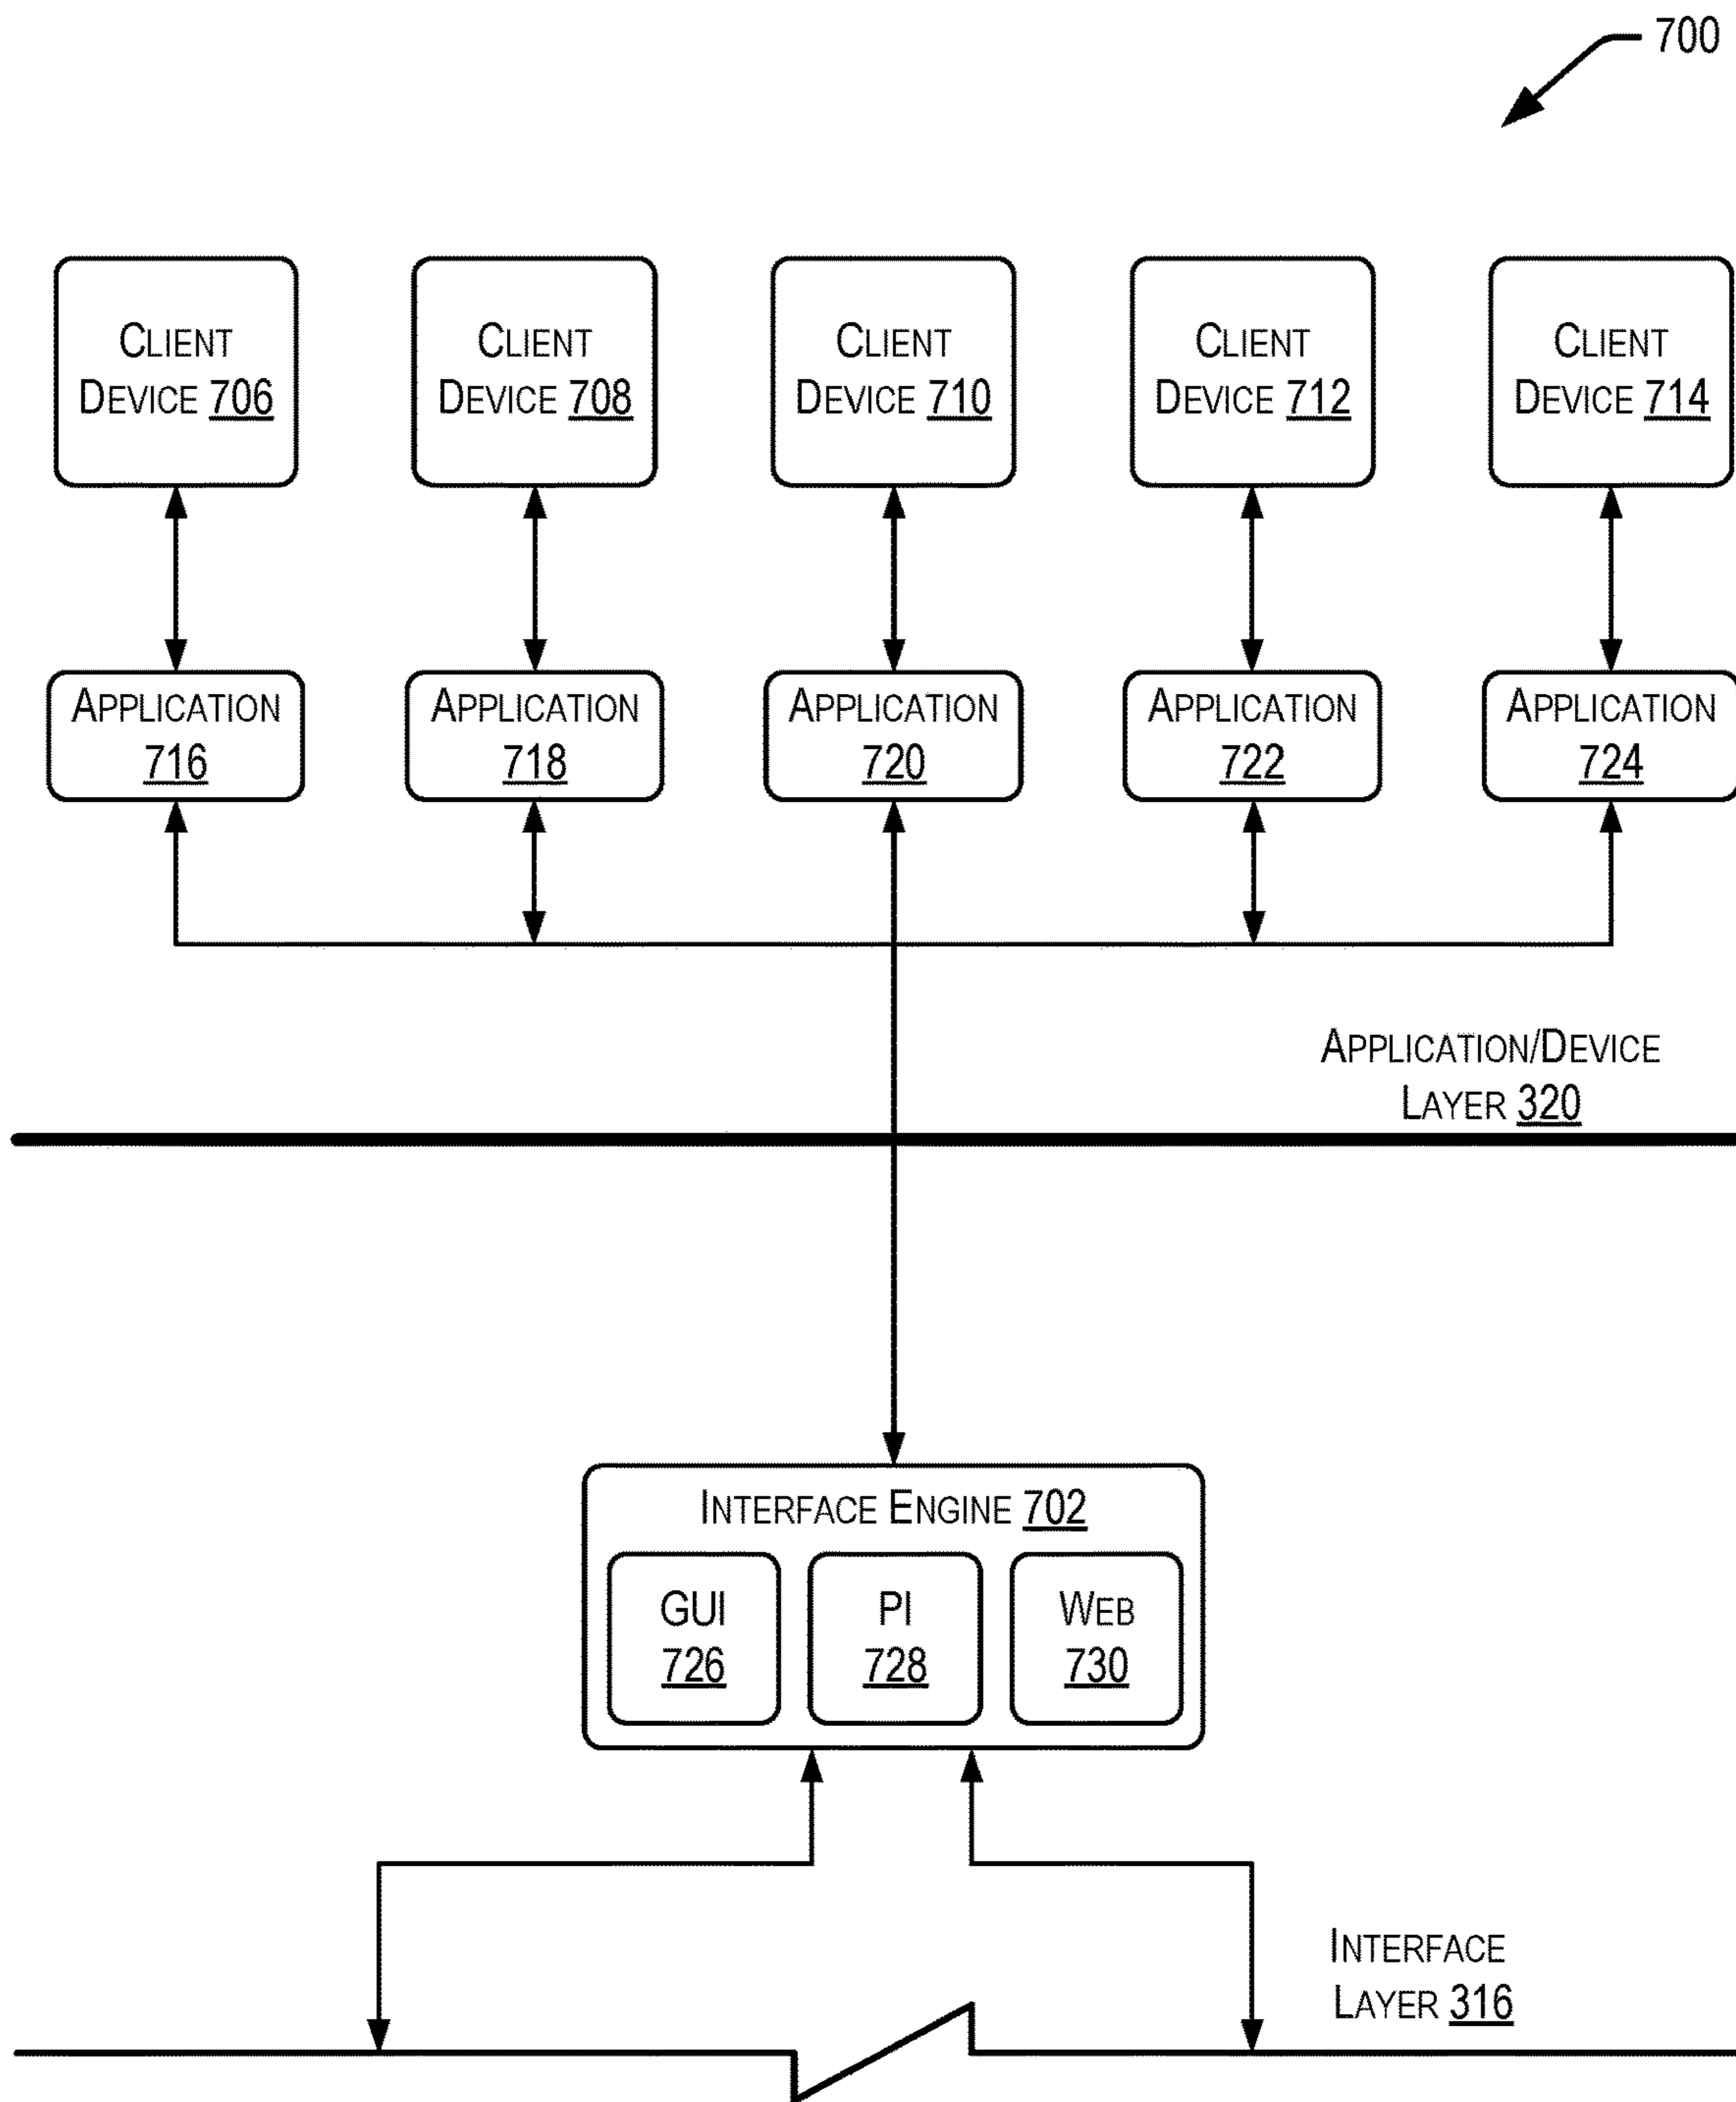 700
CLIENT DEVICE 706
CLIENT DEVICE 708
CLIENT DEVICE 710
CLIENT DEVICE 712
CLIENT DEVICE 714
APPLICATION
716
APPLICATION
718
APPLICATION
720
APPLICATION
722
APPLICATION
724
APPLICATION/DEVICE
LAYER 320
INTERFACE ENGINE 702
GUI
726
PI
728
WEB
730
INTERFACE
LAYER 316